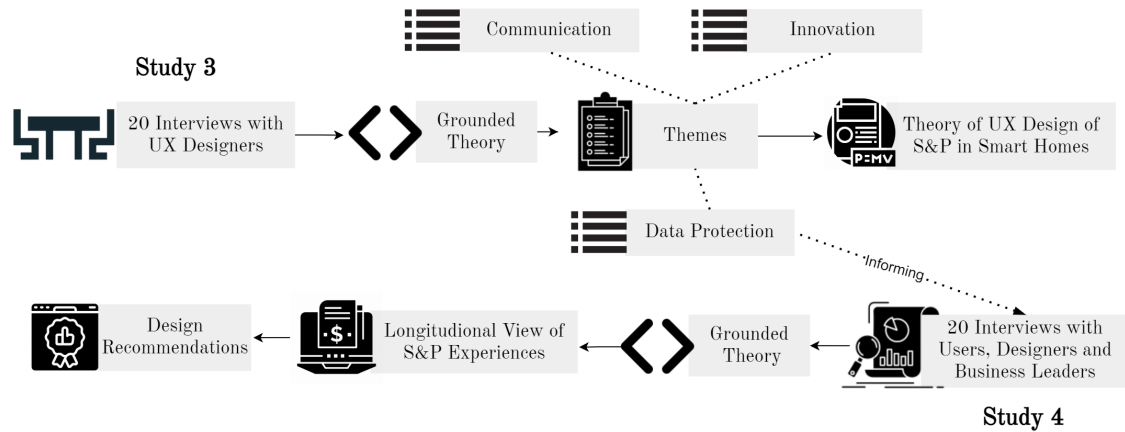 Communication
Innovation
Study 3
20 Interviews with
UX Designers
Grounded
Theory
Themes
Theory of UX Design of
S&P in Smart Homes
P=MV
Data Protection
Informing
Design
Recommendations
$
Longitudional View of
S&P Experiences
Grounded
Theory
20 Interviews with
Users, Designers and
Business Leaders
Study 4